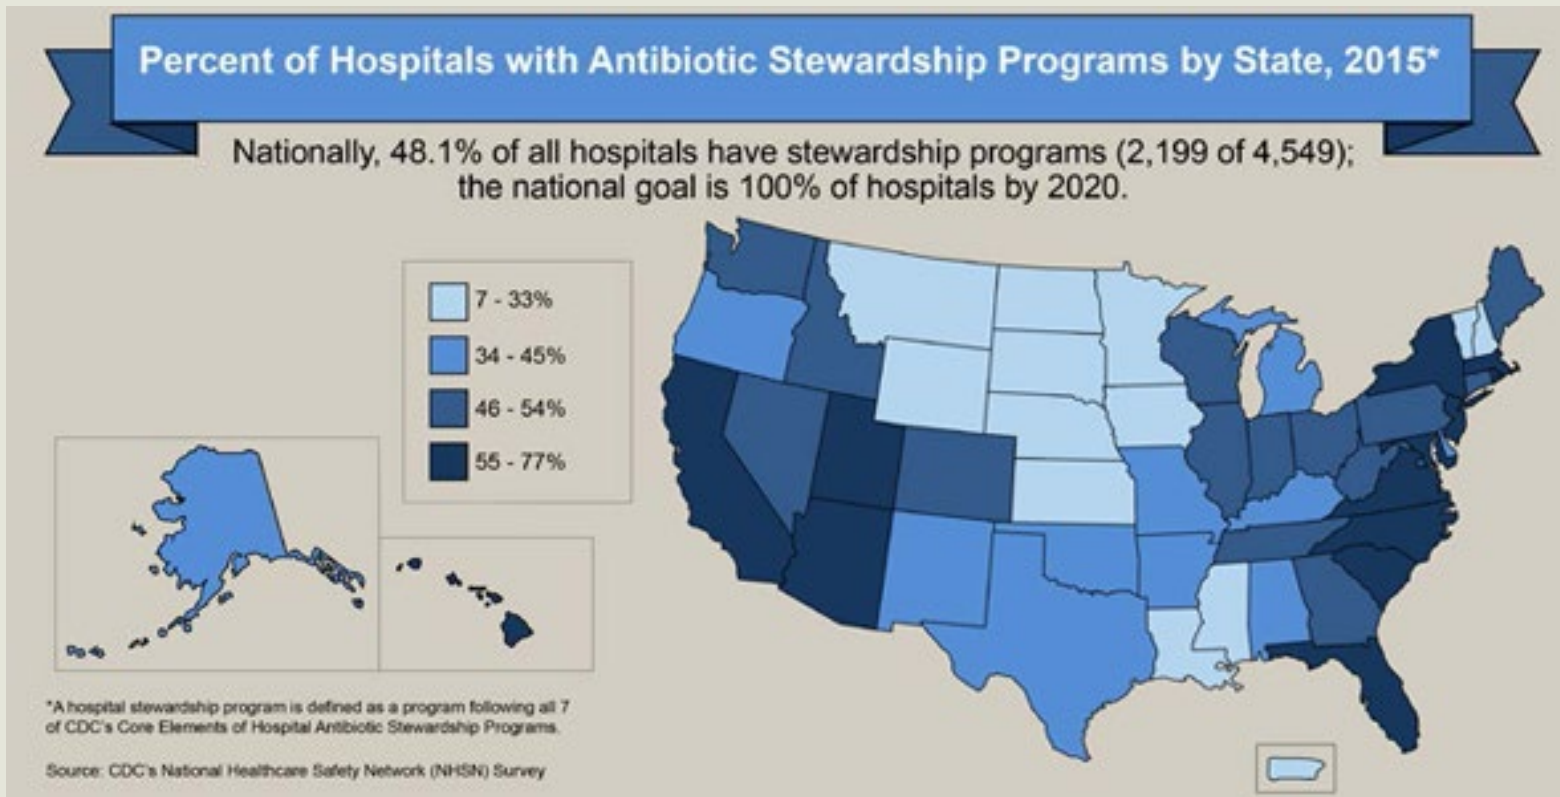 Percent of Hospitals with Antibiotic Stewardship Programs by State, 2015*
Nationally, 48.1% of all hospitals have stewardship programs (2,199 of 4,549);
the national goal is 100% of hospitals by 2020.
7 - 33%
34 - 45%
46 - 54%
55 - 77%
*A hospital stewardship program is defined as a program following all 7
of CDC's Core Elements of Hospital Antibiotic Stewardship Programs.
Source: CDC's National Healthcare Safety Network (NHSN) Survey